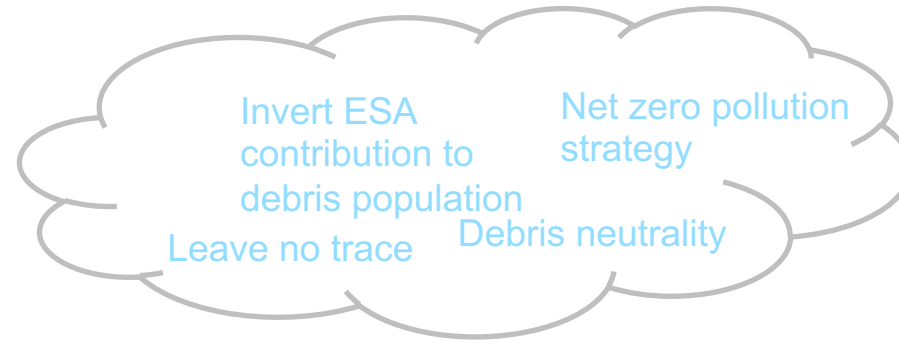 Invert ESA
contribution to
debris population
Net zero pollution
strategy
Leave no trace
Debris neutrality